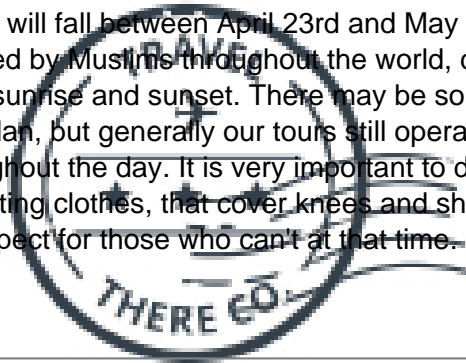 will fall between April 23rd and May
ed by Muslims throughout the world,
sunrise and sunset. There may be so
lan, but generally our tours still opera
ghout the day. It is very important to d
ting clothes, that cover knees and sh
pect for those who can't at that time.
TRAVEL
THERE CO.